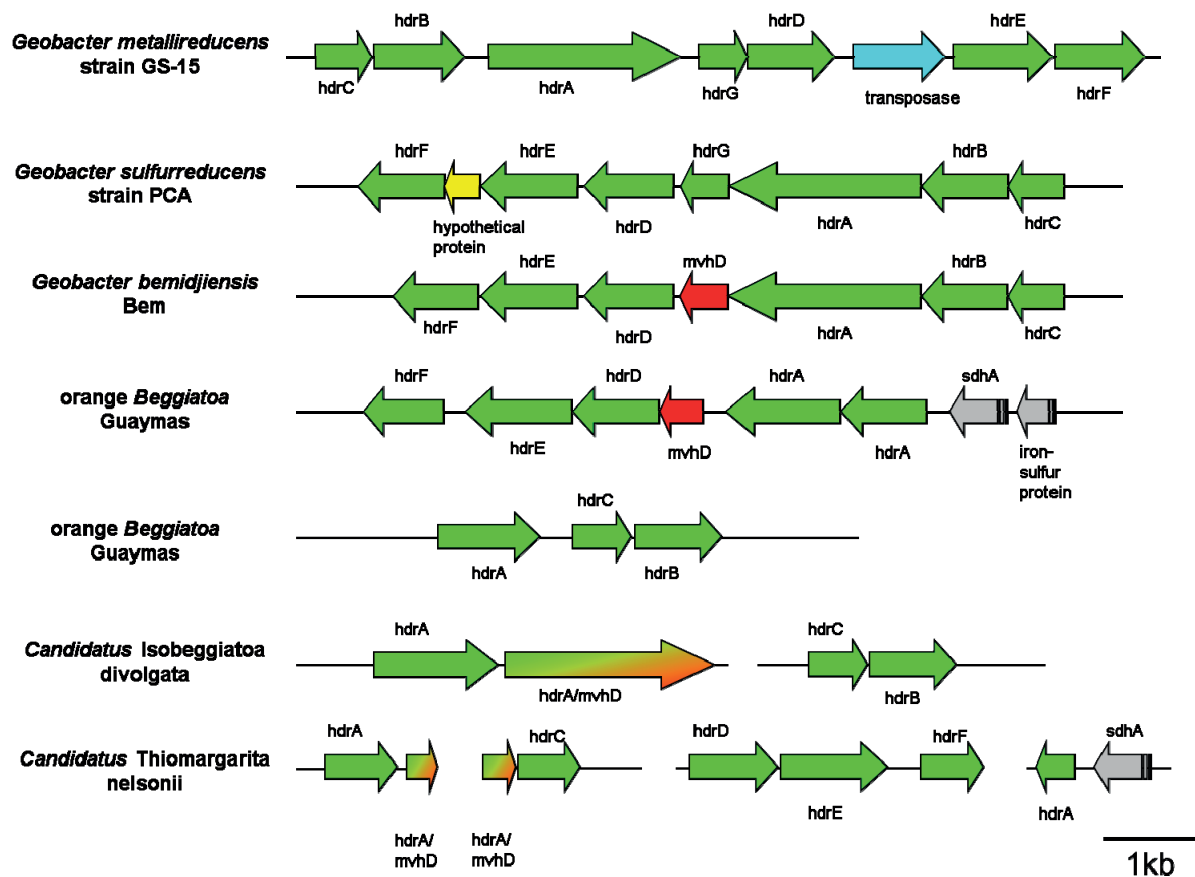 Geobacter metallireducens
strain GS-15
hdrB
hdrD
hdrE
hdrC
hdrA
hdrG
transposase
hdrF
Geobacter sulfurreducens
strain PCA
hdrF
hdrE
hdrG
hdrB
hypothetical
protein
hdrD
hdrA
hdrC
Geobacter bemidjiensis
Bem
hdrE
mvhD
hdrB
hdrF
hdrD
hdrA
hdrC
orange Beggiatoa
Guaymas
hdrF
hdrD
hdrA
sdhA
hdrE
mvhD
hdrA
iron-
sulfur
protein
orange Beggiatoa
Guaymas
hdrC
hdrA
hdrB
Candidatus Isobeggiatoa
divolgata
hdrA
hdrC
hdrA/mvhD
hdrB
Candidatus Thiomargarita
nelsonii
hdrA
hdrC
hdrD
hdrF
sdhA
hdrE
hdrA
hdrA/
mvhD
hdrA/
mvhD
1kb